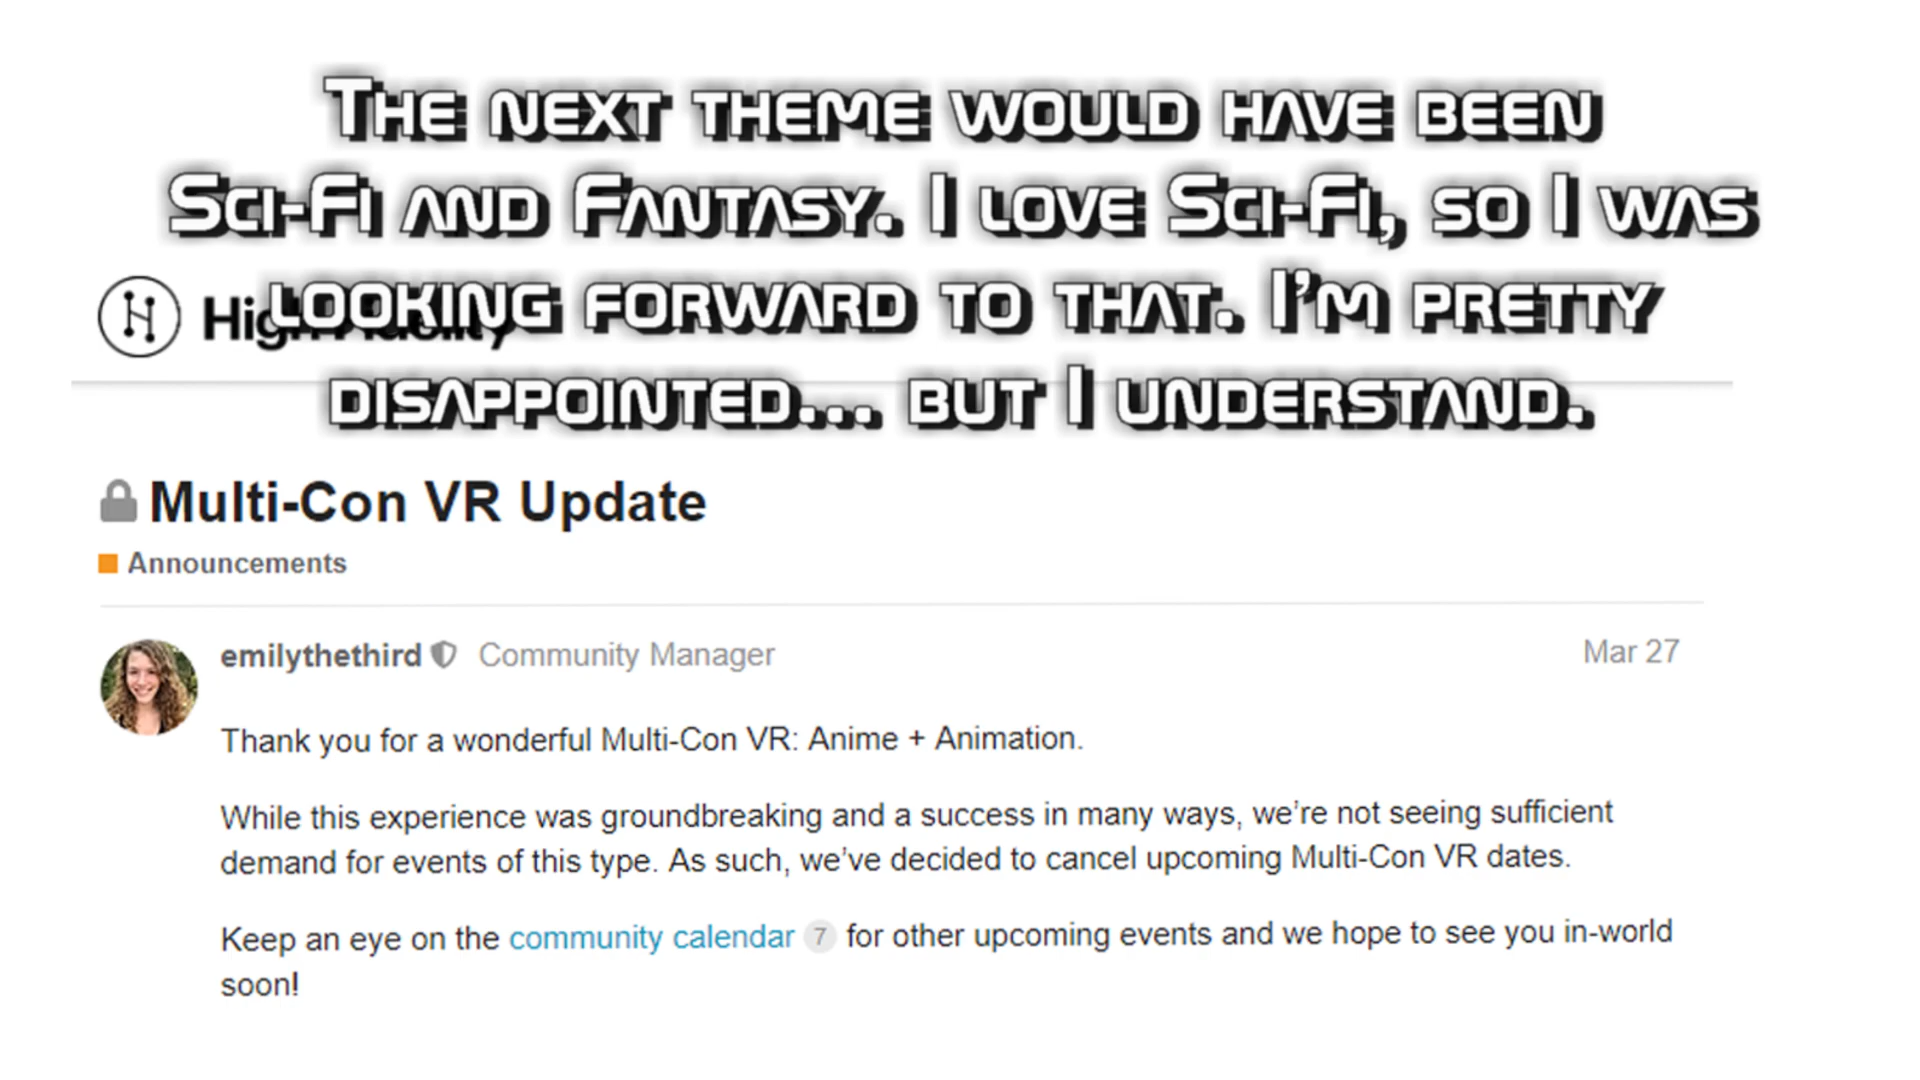 The next theme would have been
Sci-Fi and Fantasy. I love Sci-Fi, so I was
looking forward to that. I'm pretty
disappointed... but I understand.
High Fidelity
Multi-Con VR Update
Announcements
emilythethird Community Manager Mar 27
Thank you for a wonderful Multi-Con VR: Anime + Animation.
While this experience was groundbreaking and a success in many ways, we're not seeing sufficient
demand for events of this type. As such, we've decided to cancel upcoming Multi-Con VR dates.
Keep an eye on the community calendar 7 for other upcoming events and we hope to see you in-world
soon!